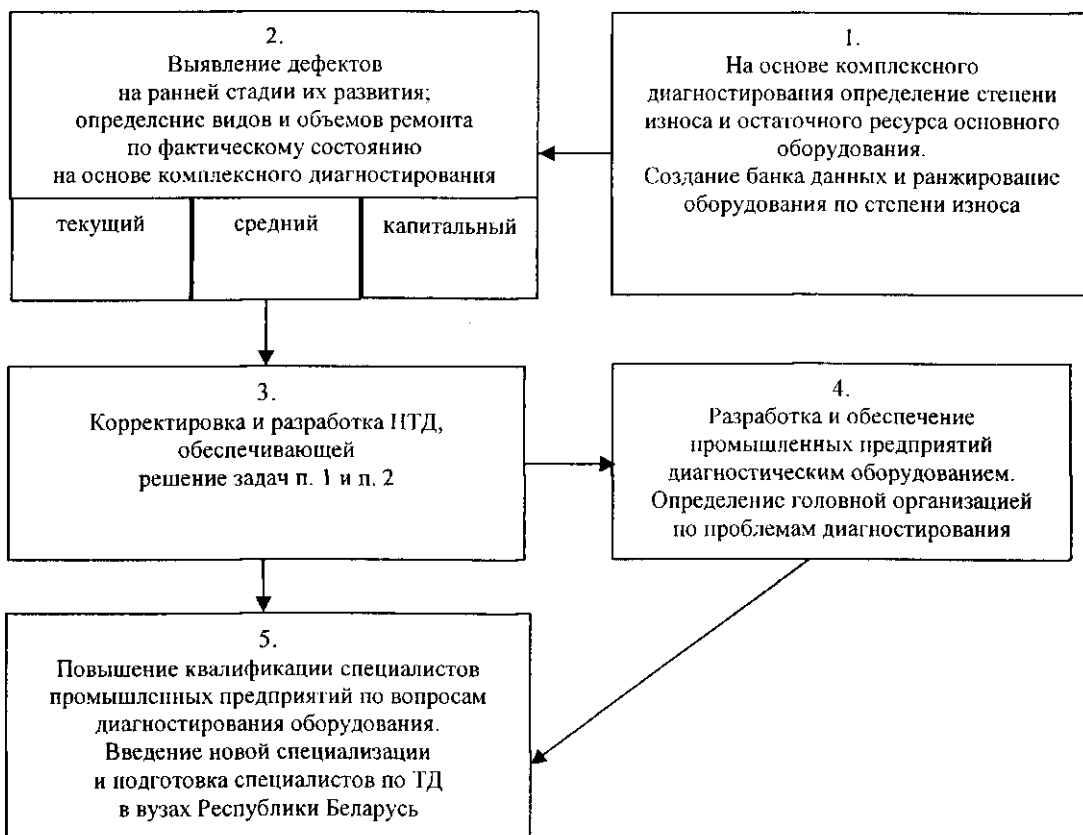 2.
Выявление дефектов
на ранней стадии их развития;
определение видов и объемов ремонта
по фактическому состоянию
на основе комплексного диагностирования
текущий
средний
капитальный
1.
На основе комплексного
диагностирования определение степени
износа и остаточного ресурса основного
оборудования.
Создание банка данных и ранжирование
оборудования по степени износа
3.
Корректировка и разработка НТД,
обеспечивающей
решение задач п. 1 и п. 2
4.
Разработка и обеспечение
промышленных предприятий
диагностическим оборудованием.
Определение головной организацией
по проблемам диагностирования
5.
Повышение квалификации специалистов
промышленных предприятий по вопросам
диагностирования оборудования.
Введение новой специализации
и подготовка специалистов по ТД
в вузах Республики Беларусь